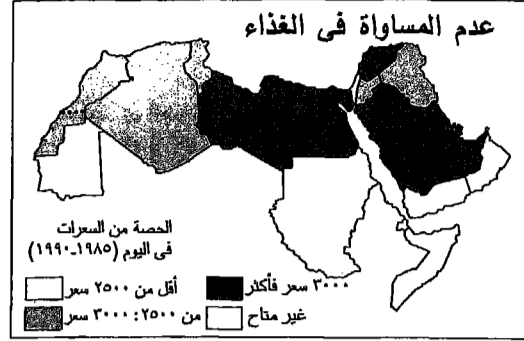 عدم المساواة فى الغذاء
الحصة من السعرات
فى اليوم (١٩٨٥-١٩٩٠)
٣٠٠٠ سعر فأكثر
أقل من ٢٥٠٠ سعر
غير متاح
من ٢٥٠٠ : ٣٠٠٠ سعر